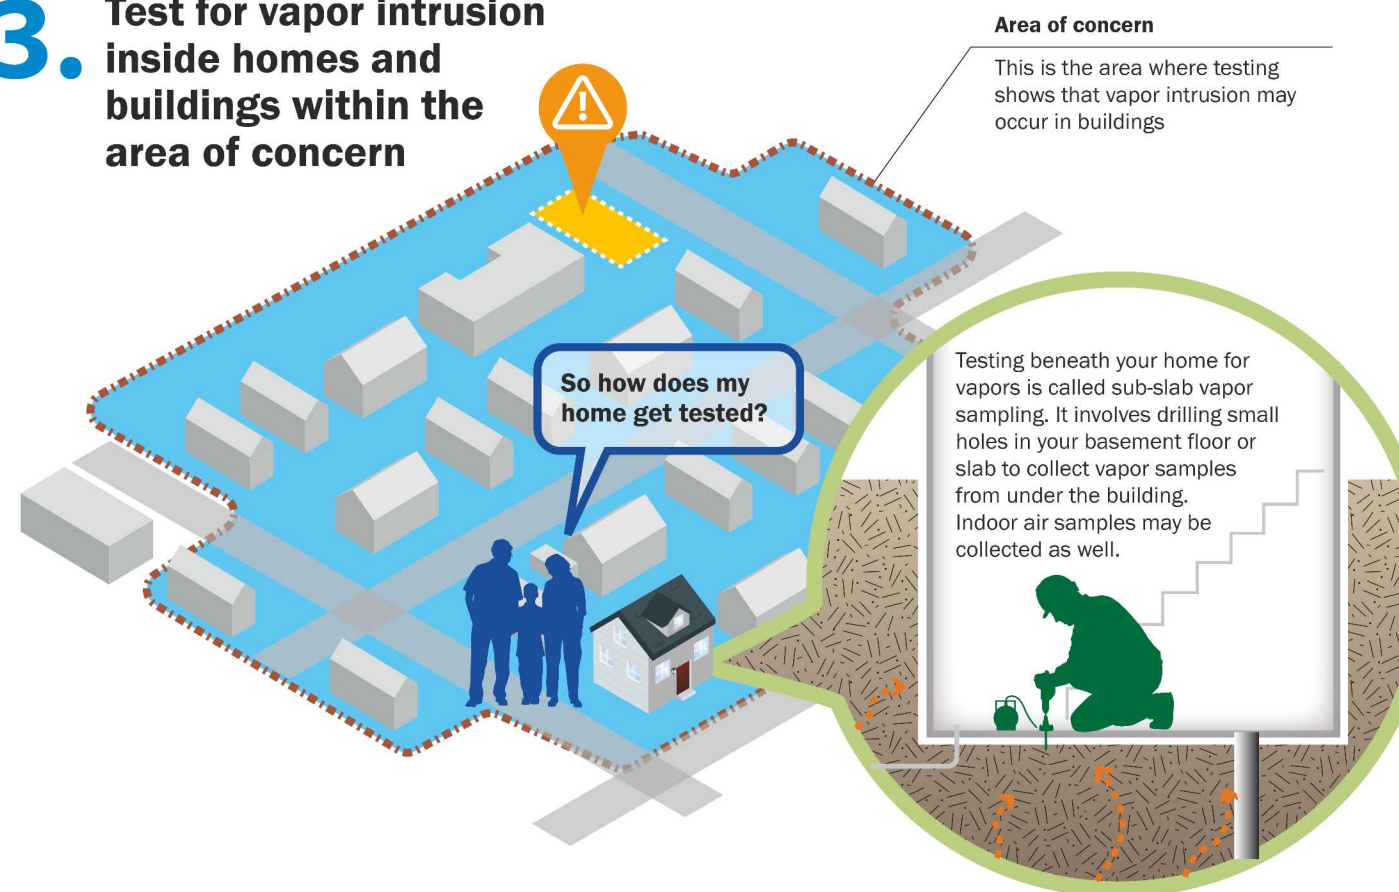 3.
Test for vapor intrusion
inside homes and
buildings within the
area of concern
Area of concern
This is the area where testing
shows that vapor intrusion may
occur in buildings
So how does my
home get tested?
Testing beneath your home for
vapors is called sub-slab vapor
sampling. It involves drilling small
holes in your basement floor or
slab to collect vapor samples
from under the building.
Indoor air samples may be
collected as well.